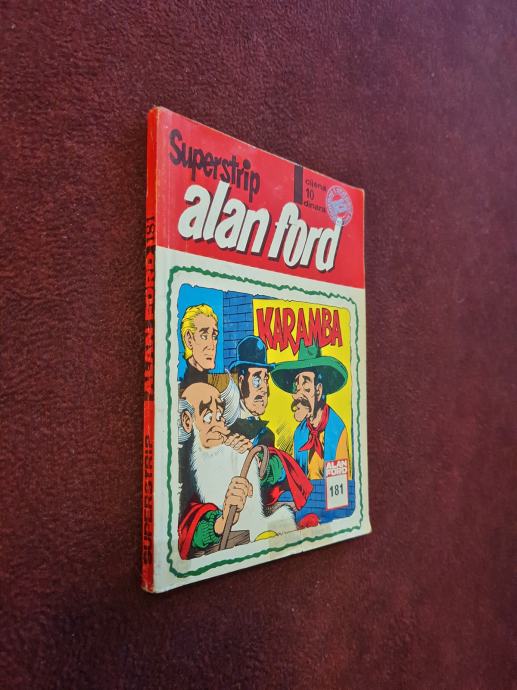 Superstrip
cijena
10
dinara
alan ford
KARAMBA
ALAN
FORD
181
SUPERSTRIP ALAN FORD 181